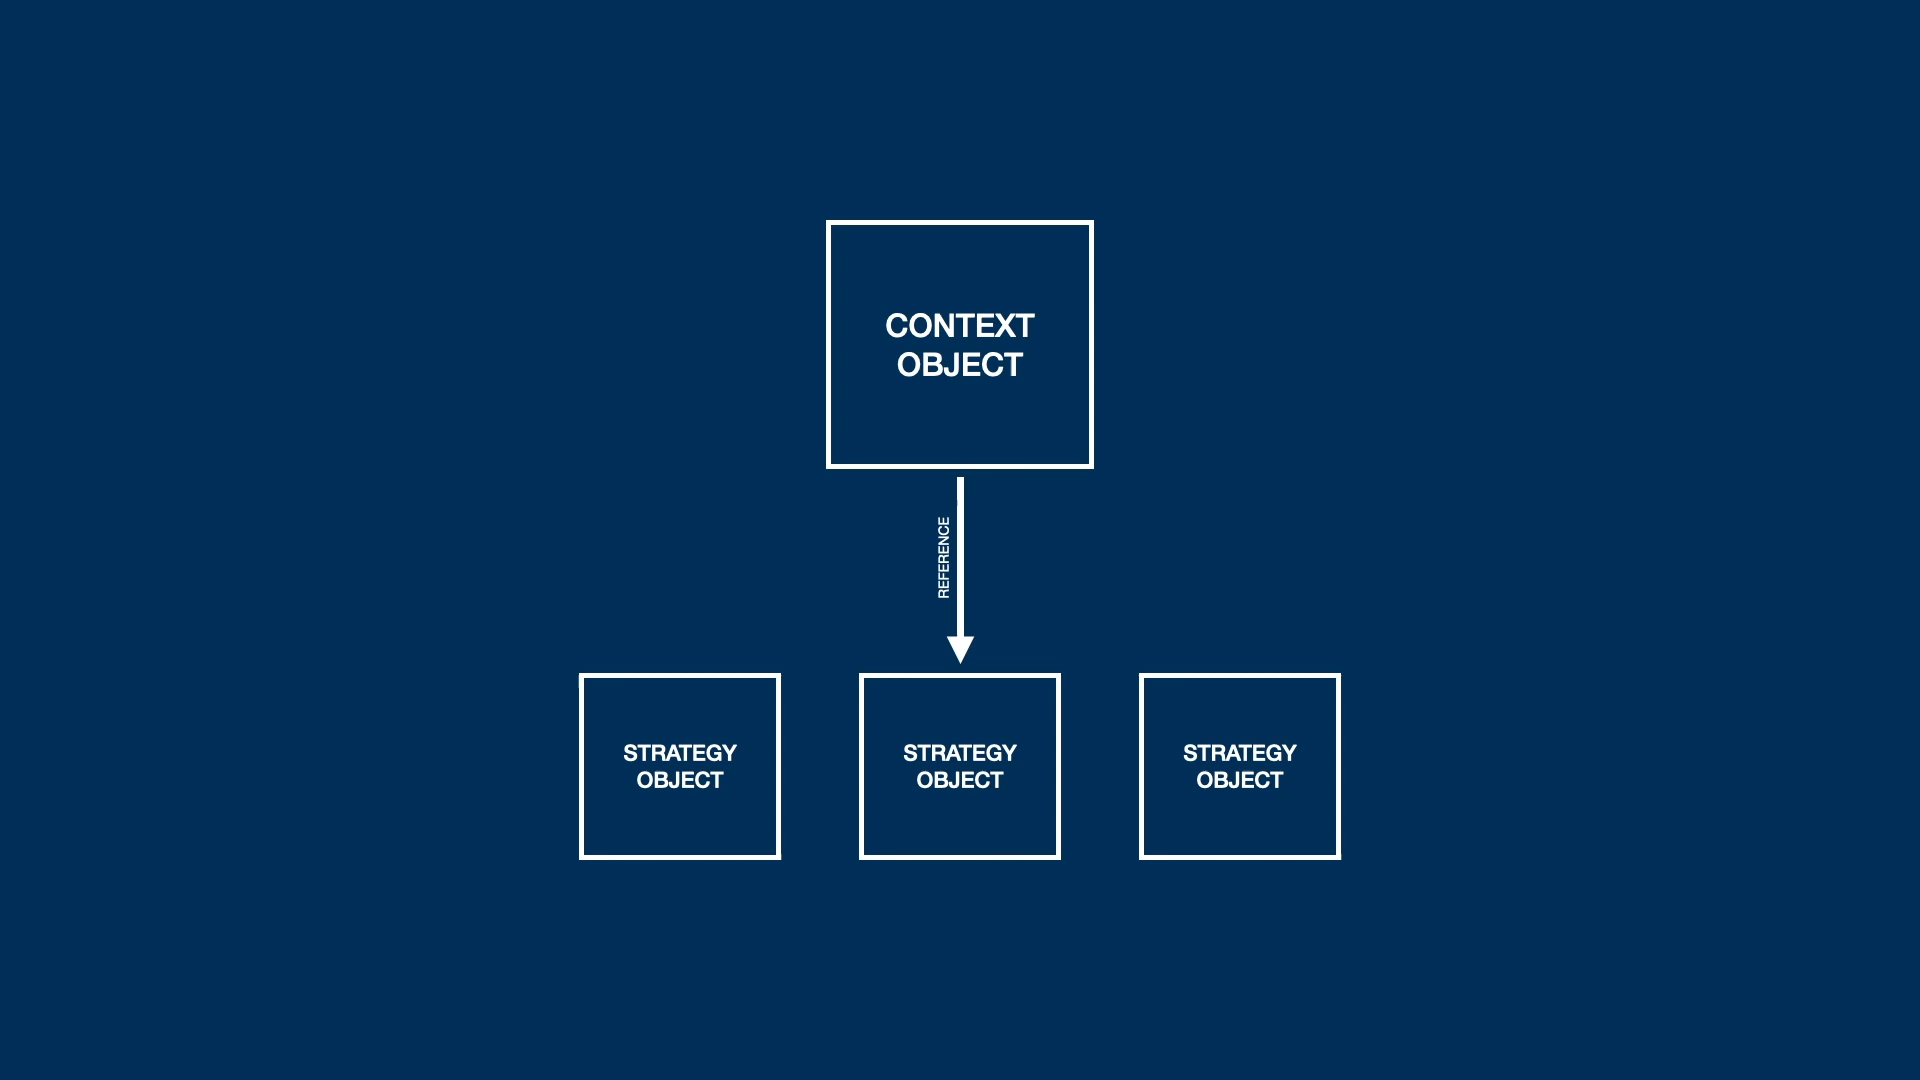 CONTEXT
OBJECT
REFERENCE
STRATEGY
OBJECT
STRATEGY
OBJECT
STRATEGY
OBJECT